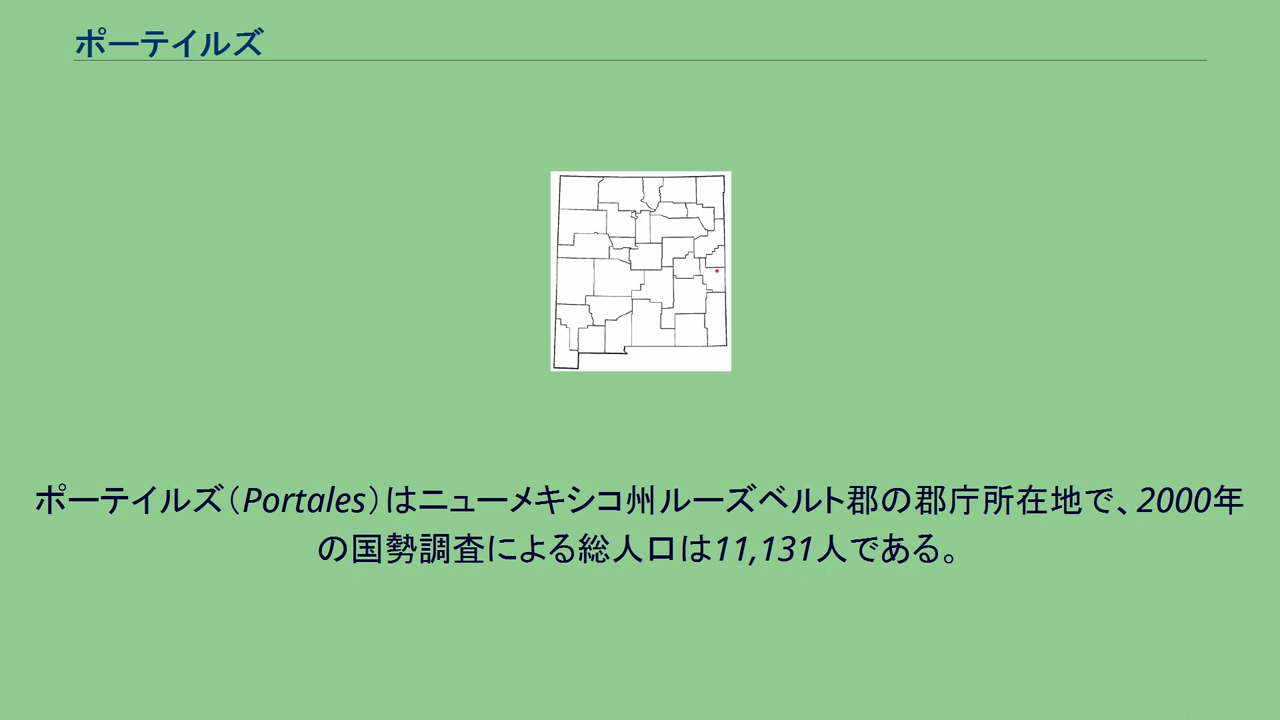 ポーテイルズ
ポーテイルズ（Portales）はニューメキシコ州ルーズベルト郡の郡庁所在地で、2000年
の国勢調査による総人口は11,131人である。